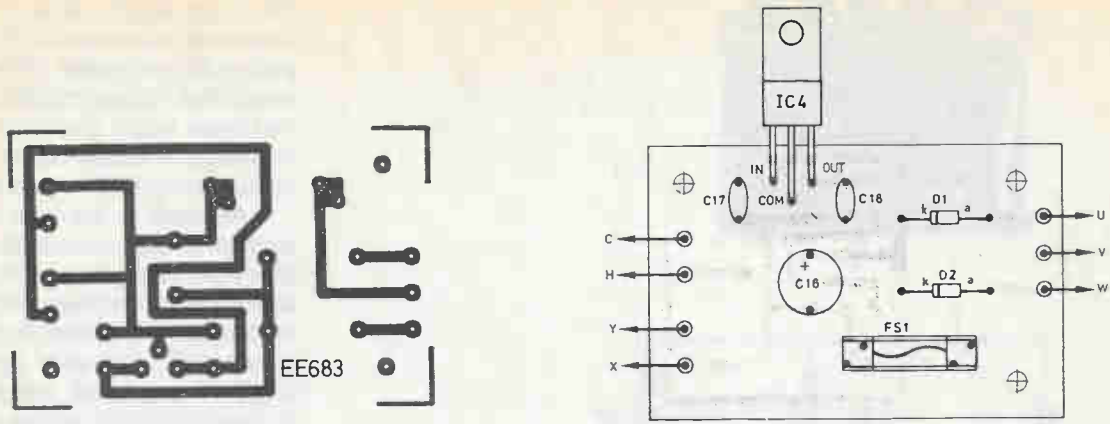 EE683
IC4
IN
OUT
C17
COM
C18
D1
k
a
C
U
H
V
+
C16
D2
k
a
W
Y
FS1
X